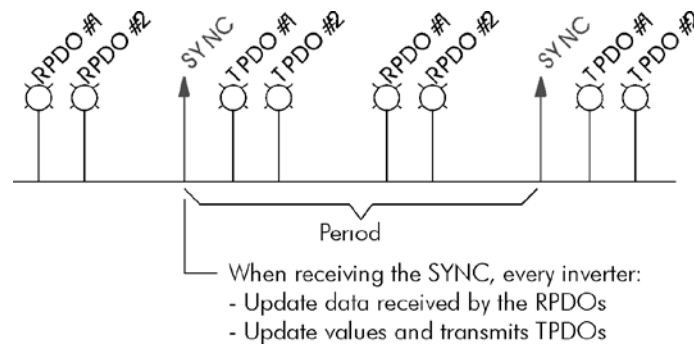 RPDO #1
RPDO #2
SYNC
TPDO #1
TPDO #2
RPDO #1
RPDO #2
SYNC
TPDO #1
TPDO #2
Period
When receiving the SYNC, every inverter:
- Update data received by the RPDOs
- Update values and transmits TPDOs